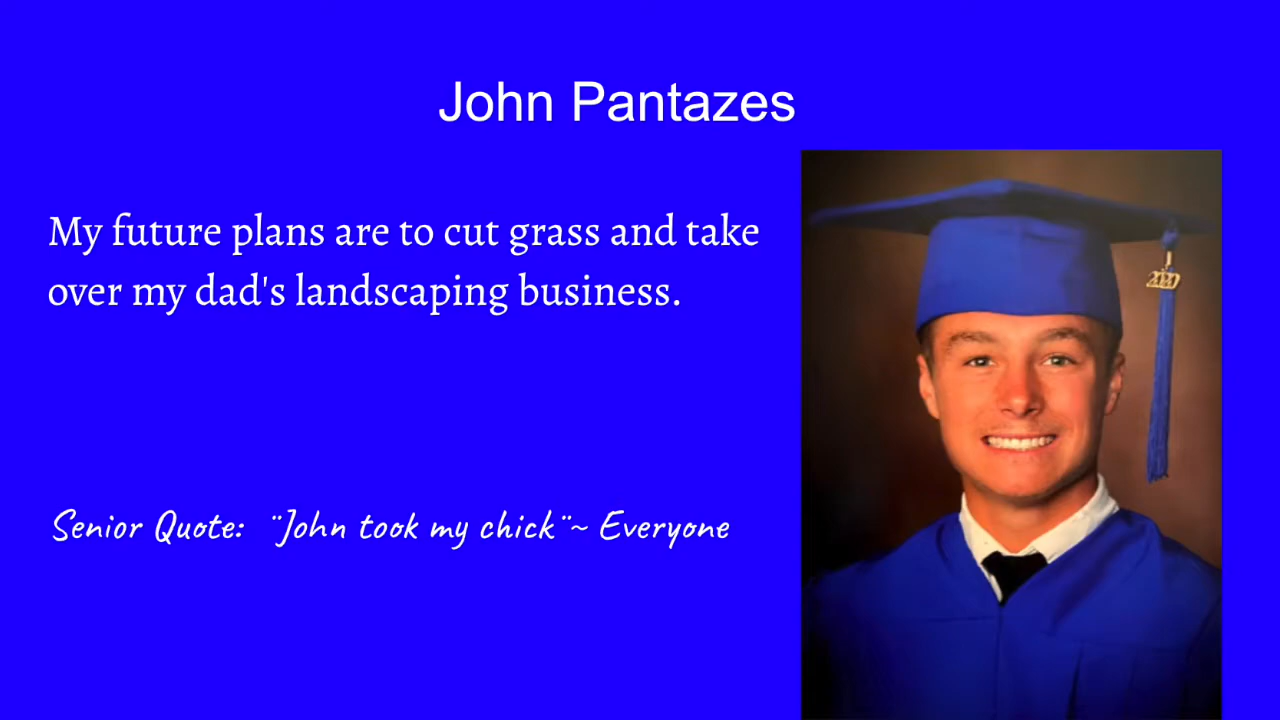 John Pantazes
My future plans are to cut grass and take
over my dad's landscaping business.
2020
Senior Quote: ¨John took my chick¨~ Everyone